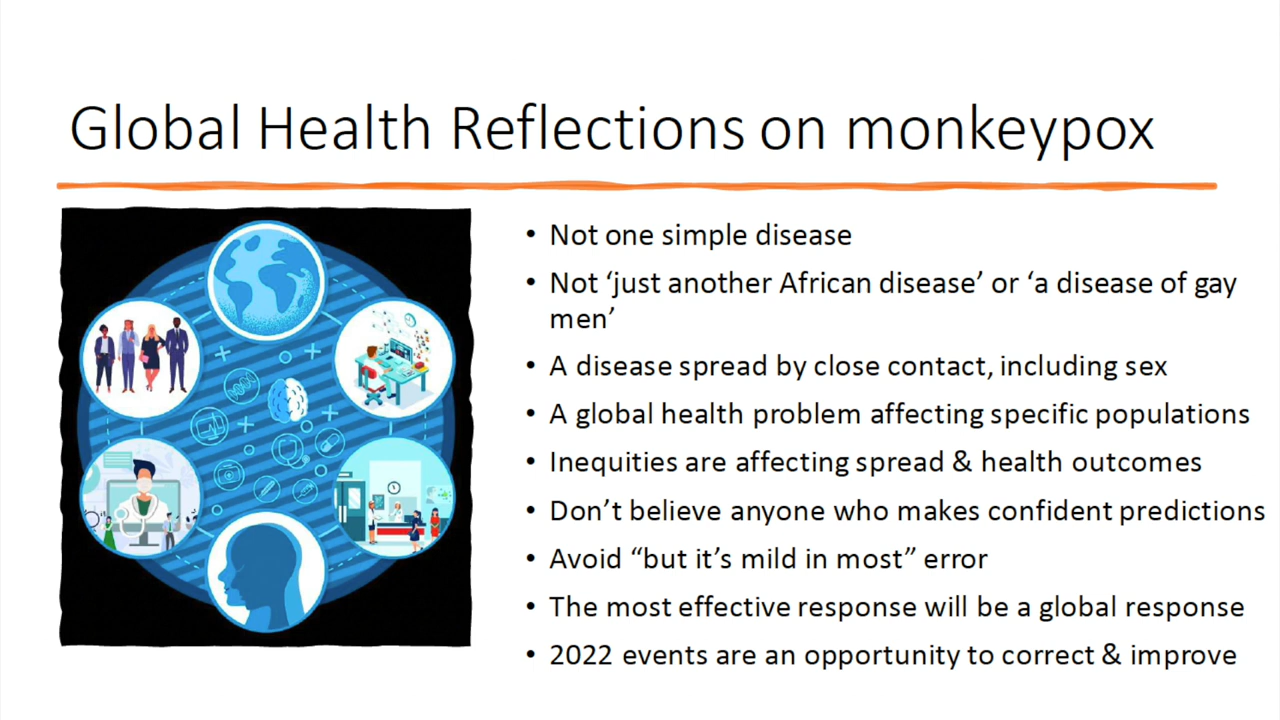 Global Health Reflections on monkeypox
• Not one simple disease
• Not ‘just another African disease’ or ‘a disease of gay
men’
• A disease spread by close contact, including sex
• A global health problem affecting specific populations
• Inequities are affecting spread & health outcomes
• Don’t believe anyone who makes confident predictions
• Avoid “but it’s mild in most” error
• The most effective response will be a global response
• 2022 events are an opportunity to correct & improve